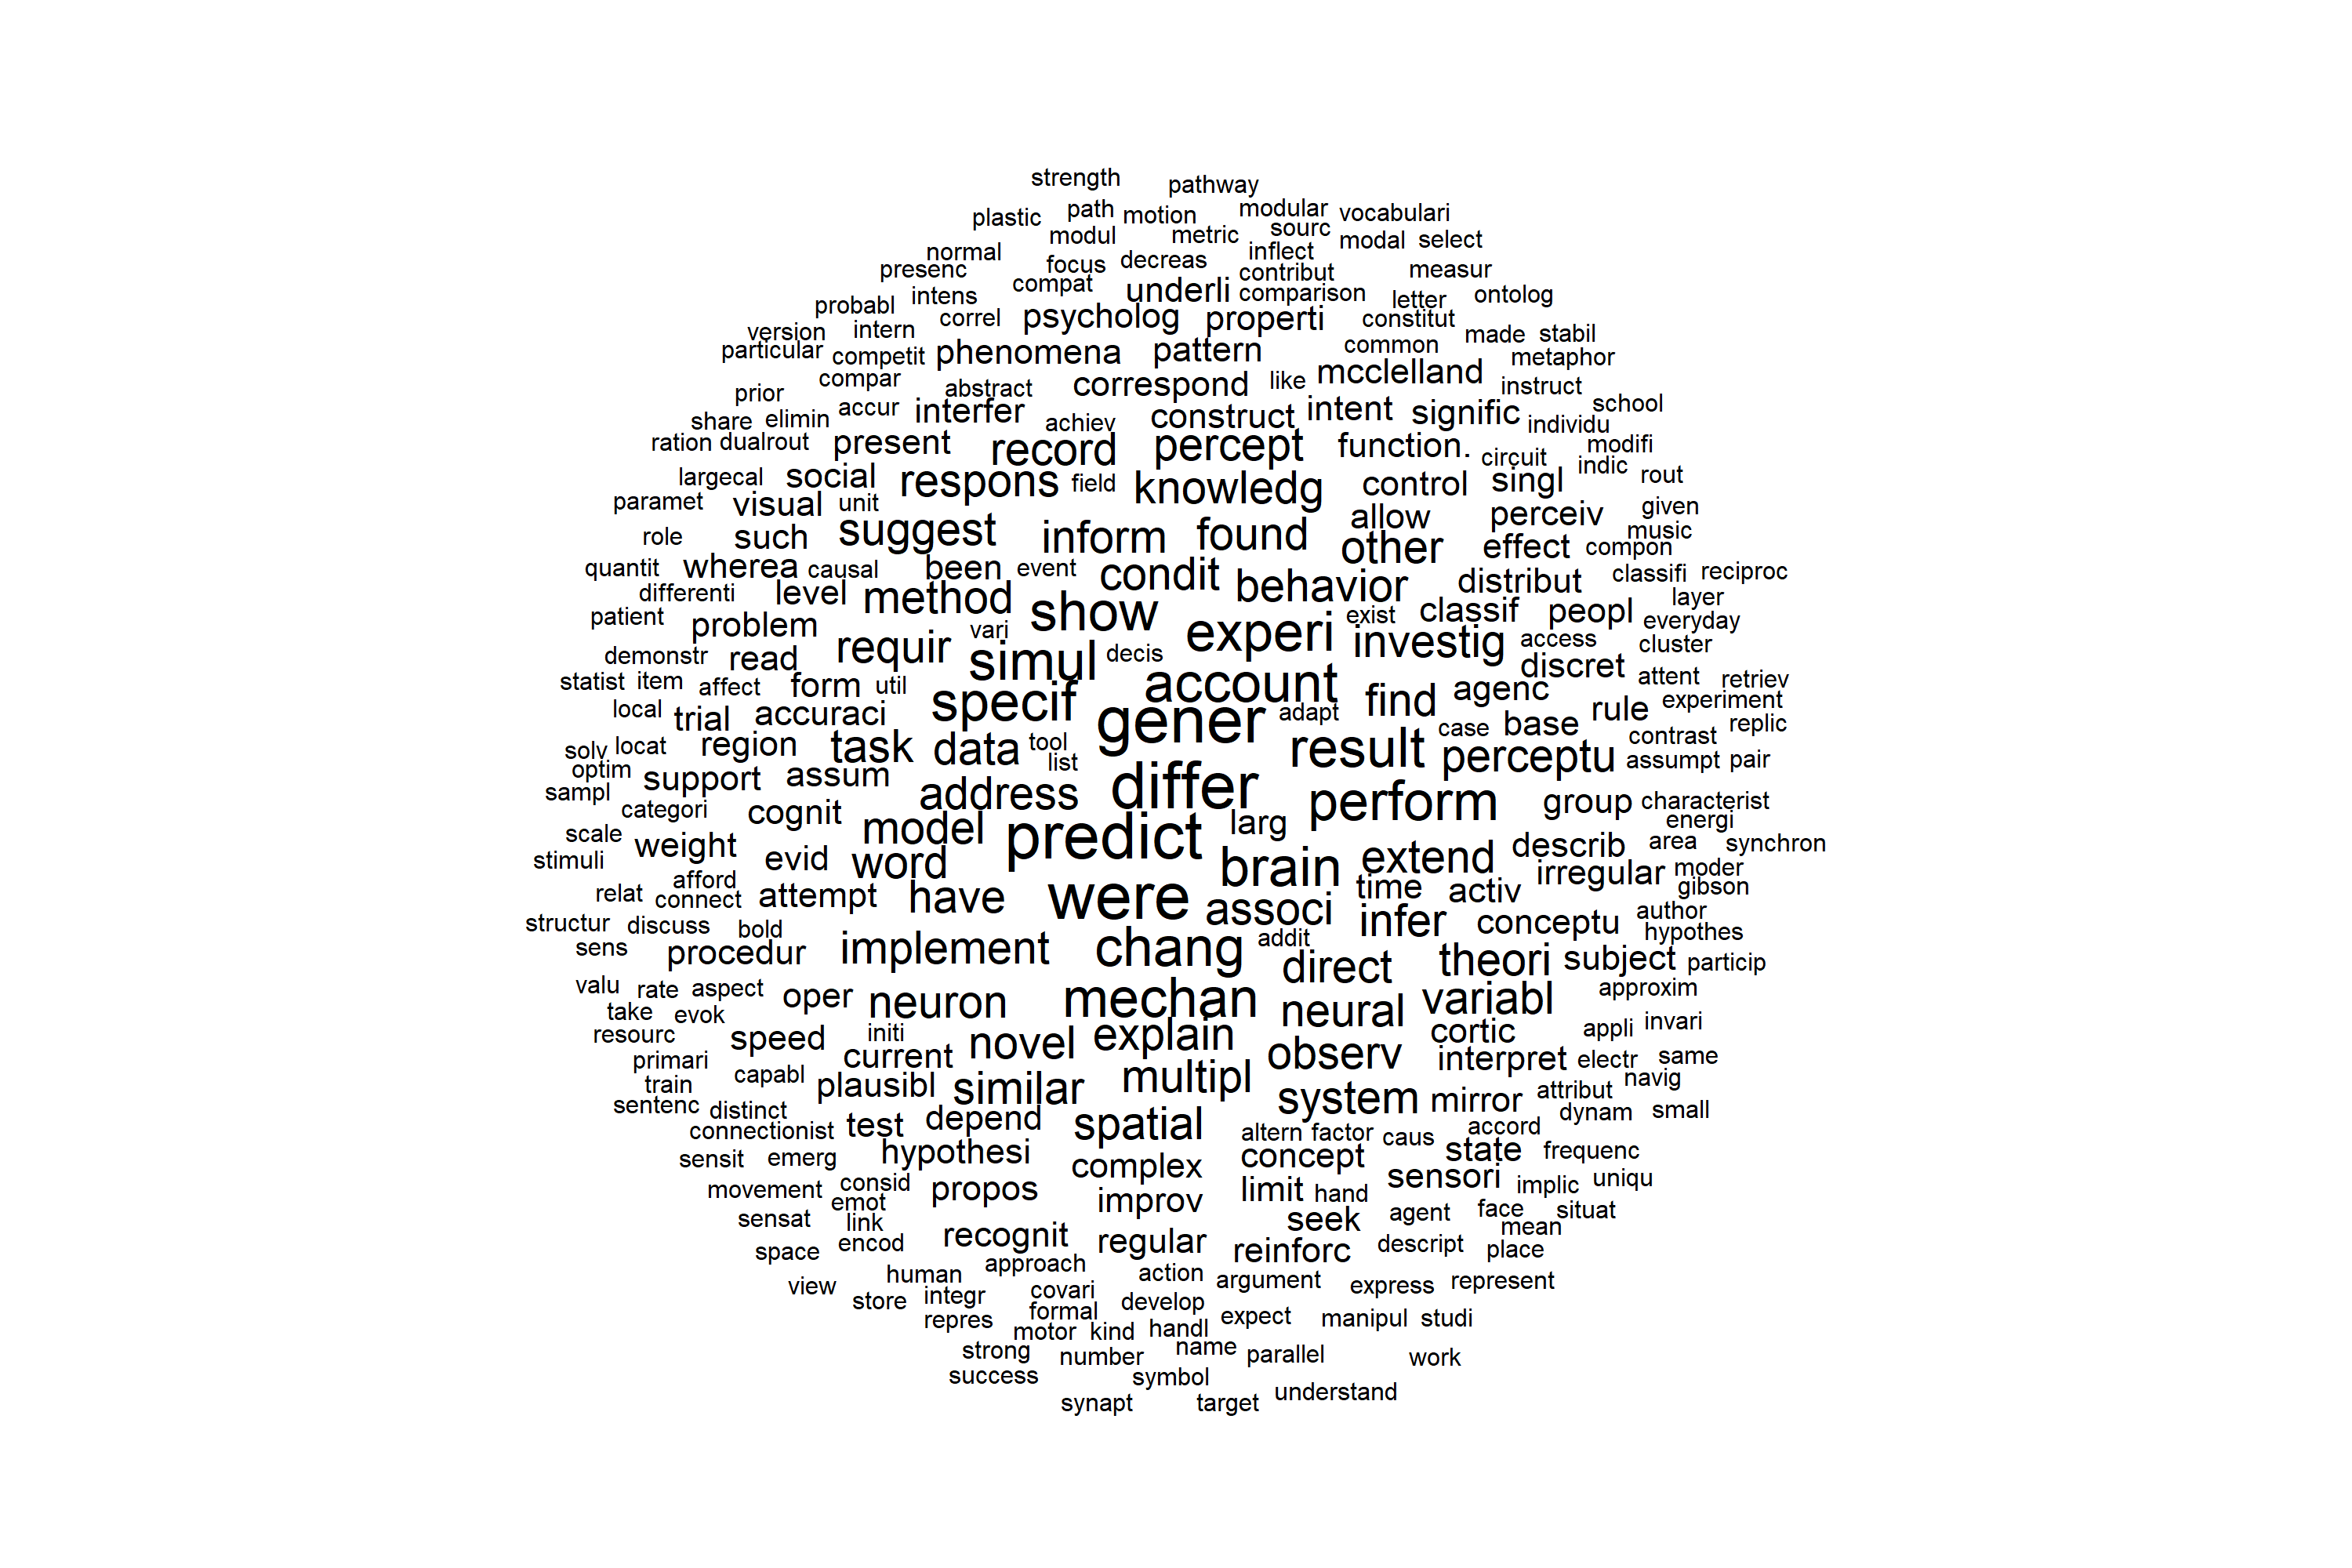 strength pathway
plastic path motion modular vocabulari
modul metric sourc modal select
normal focus decreas inflect
presenc compat contribut measur
probabl intens underli comparison letter ontolog
version intern correl psycholog properti constitut made stabil
particular competit phenomena pattern common metaphor
prior compar abstract correspond like mcclelland instruct
share elimin accur interfer achiev construct intent signific individu school
ration dualrout present record percept function. circuit modifi
largecal social respons field knowledg control singl indic rout
paramet visual unit allow perceiv given
role such suggest inform found other effect compon music
quantit wherea causal been event condit behavior distribut classifi reciproc
differenti level method show exist classif peopl layer
patient problem vari experi investig access everyday
demonstr read requir simul decis discret cluster
statist item affect form util specif account find agenc attent retriev
local trial accuraci gener adapt case base rule experiment
solv locat region task data tool result perceptu contrast replic
optim support assum list assumpt pair
sampl categori cognit address differ perform group characterist
scale weight model predict larg describ area energi synchron
stimuli evid word brain extend irregular moder
relat afford connect attempt have were associ time activ gibson
structur discuss bold infer conceptu author
sens procedur implement chang addit direct theori subject hypothes particip
valu rate aspect oper neuron mechan neural variabl approxim
take evok
resourc speed initi novel explain cortic appli invari
primari current observ interpret electr same
train capabl plausibl similar multipl system mirror attribut navig
sentenc distinct depend spatial dynam small
connectionist test altern factor caus accord
sensit emerg hypothesi complex concept state frequenc
movement consid propos improv limit hand sensori implic uniqu
sensat emot link seek agent face mean situat
space encod recognit regular reinforc descript place
view human approach action argument express represent
store integr covari develop
repres formal expect manipul studi
motor kind handl
strong number name parallel work
success symbol understand
synapt target